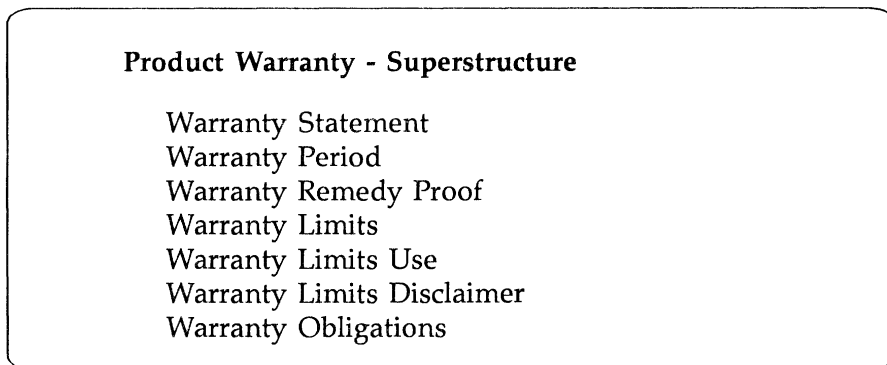 Product Warranty - Superstructure
Warranty Statement
Warranty Period
Warranty Remedy Proof
Warranty Limits
Warranty Limits Use
Warranty Limits Disclaimer
Warranty Obligations